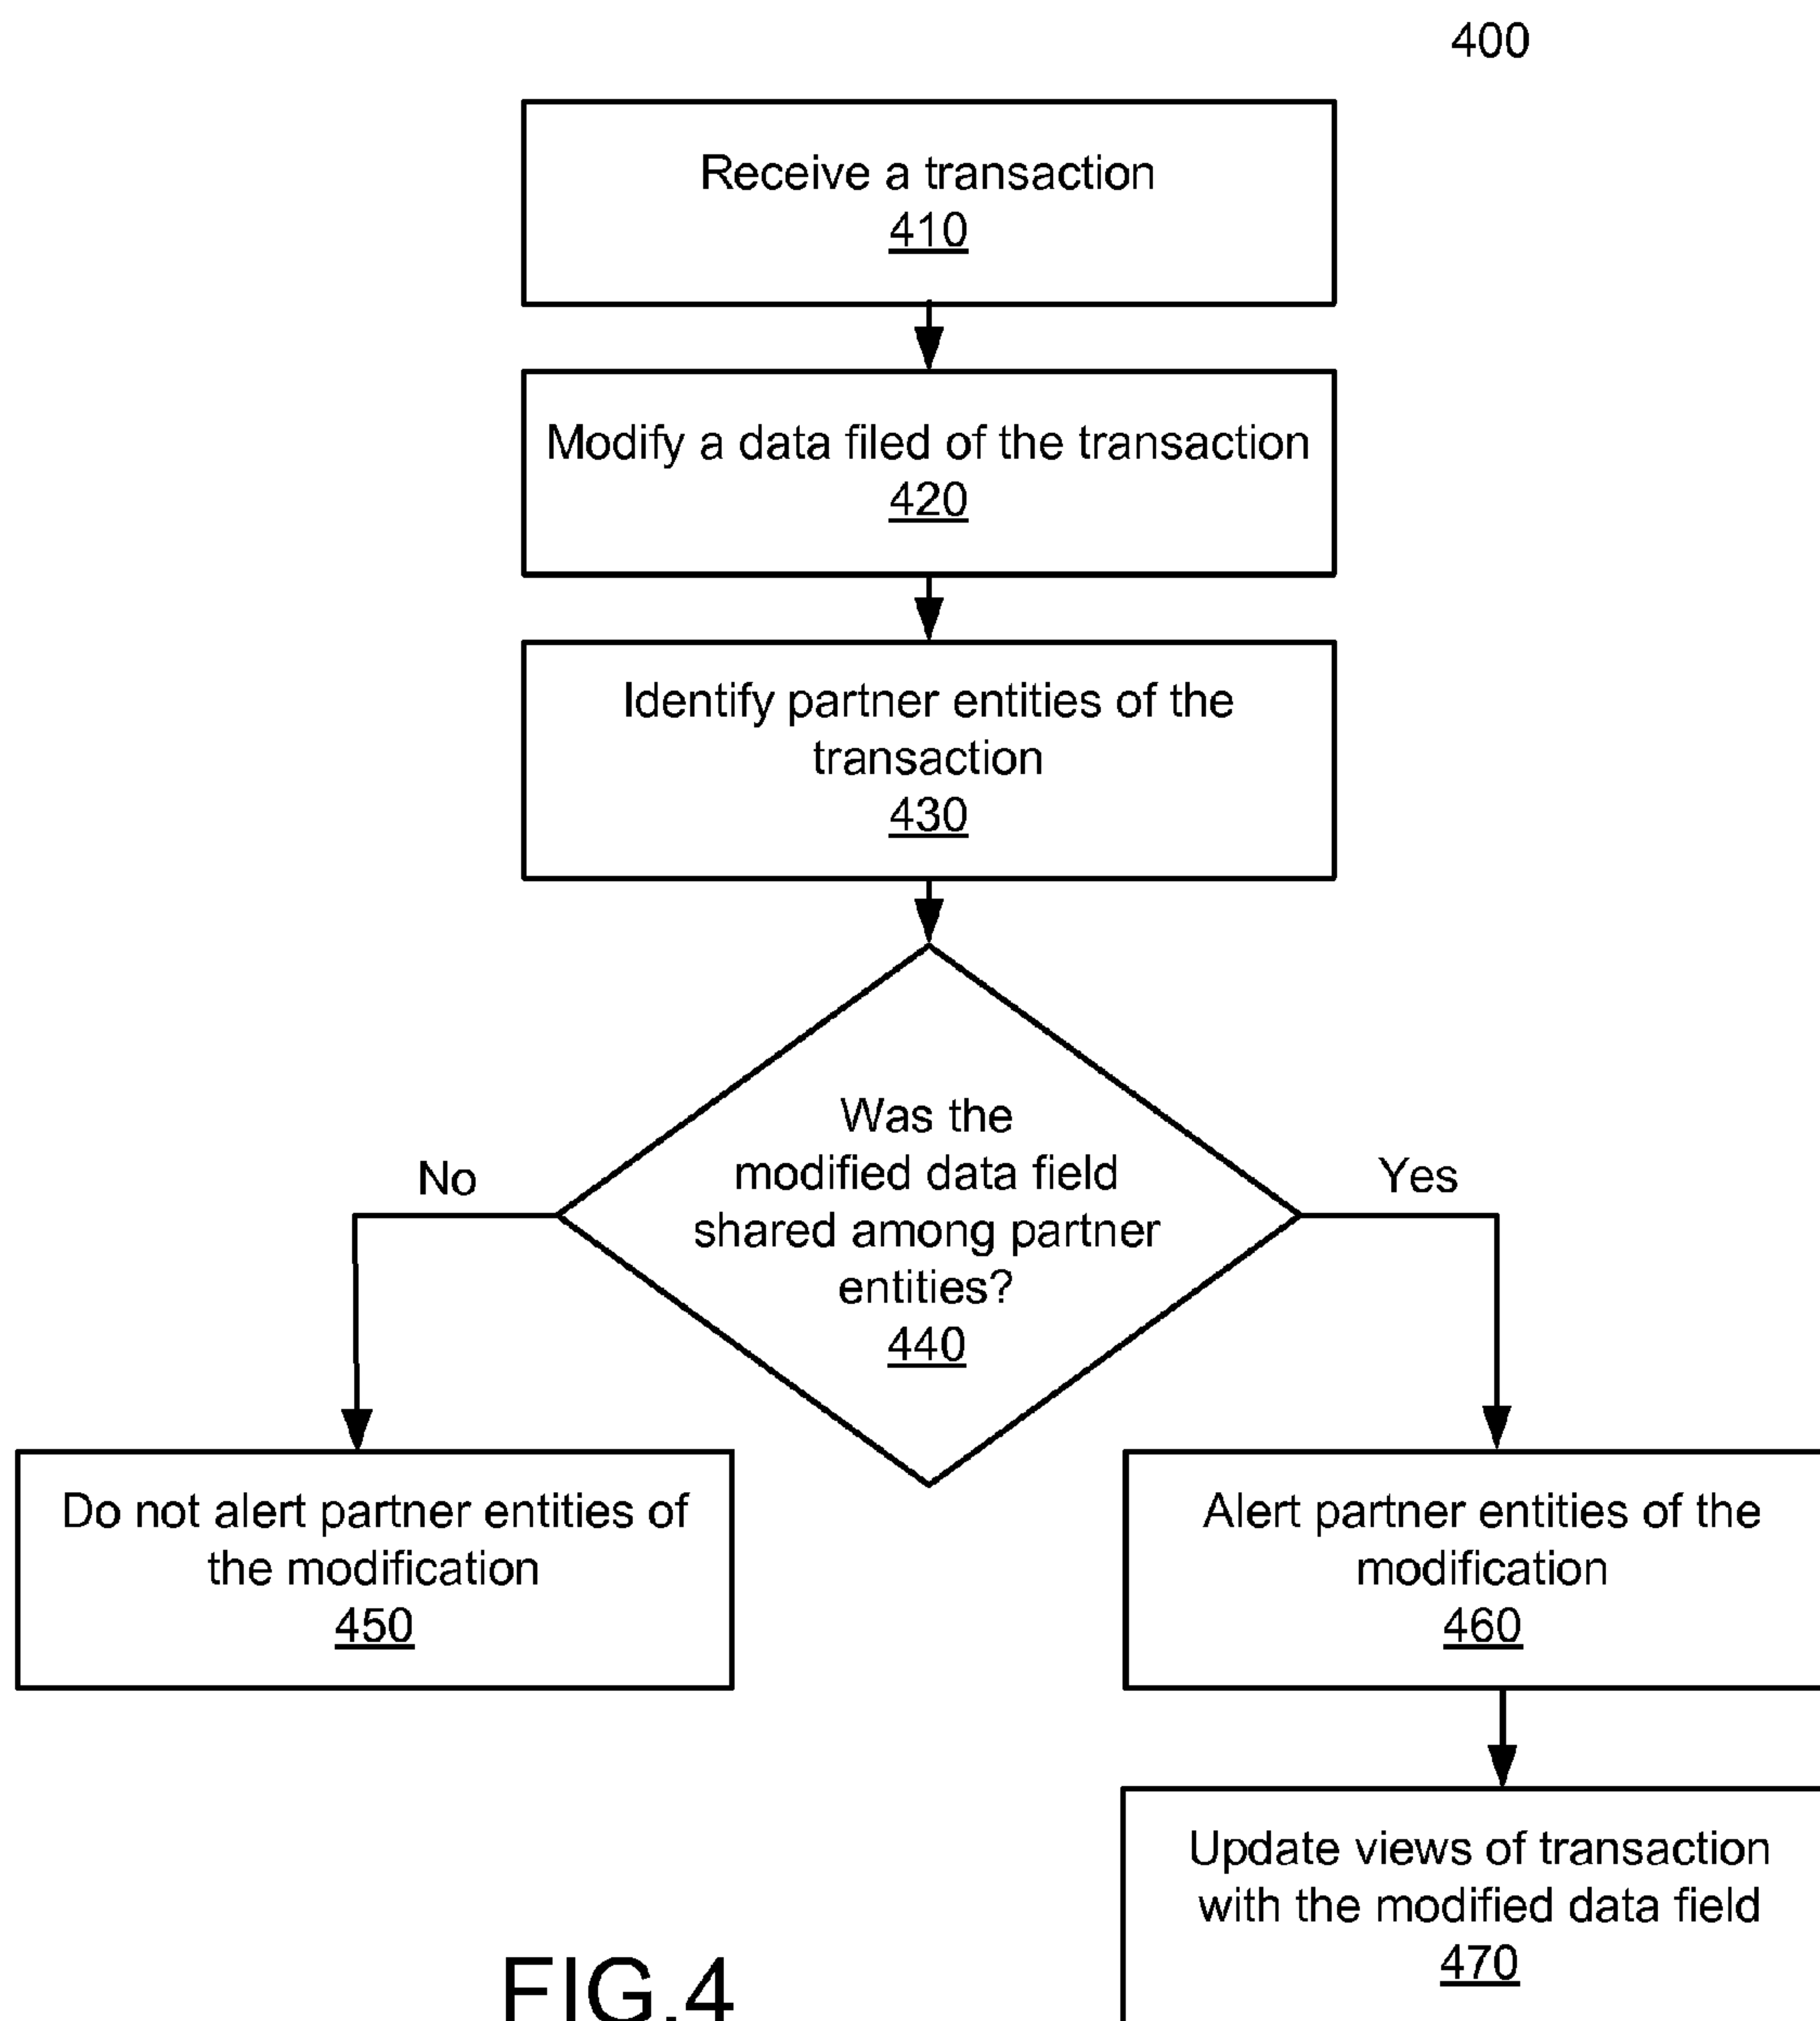 400
Receive a transaction
410
Modify a data filed of the transaction
420
Identify partner entities of the
transaction
430
Was the
modified data field
shared among partner
entities?
440
No
Yes
Do not alert partner entities of
the modification
450
Alert partner entities of the
modification
460
Update views of transaction
with the modified data field
470
FIG.4